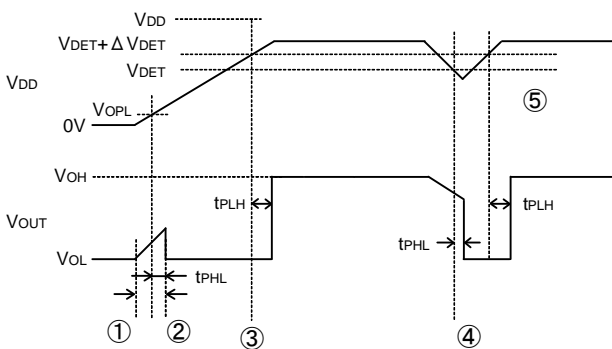 VDD
VDET+ΔVDET
VDET
VDD
VOPL
0V
VOH
tPLH
tPLH
VOUT
tPHL
VOL
tPHL
⑤
① ② ③ ④